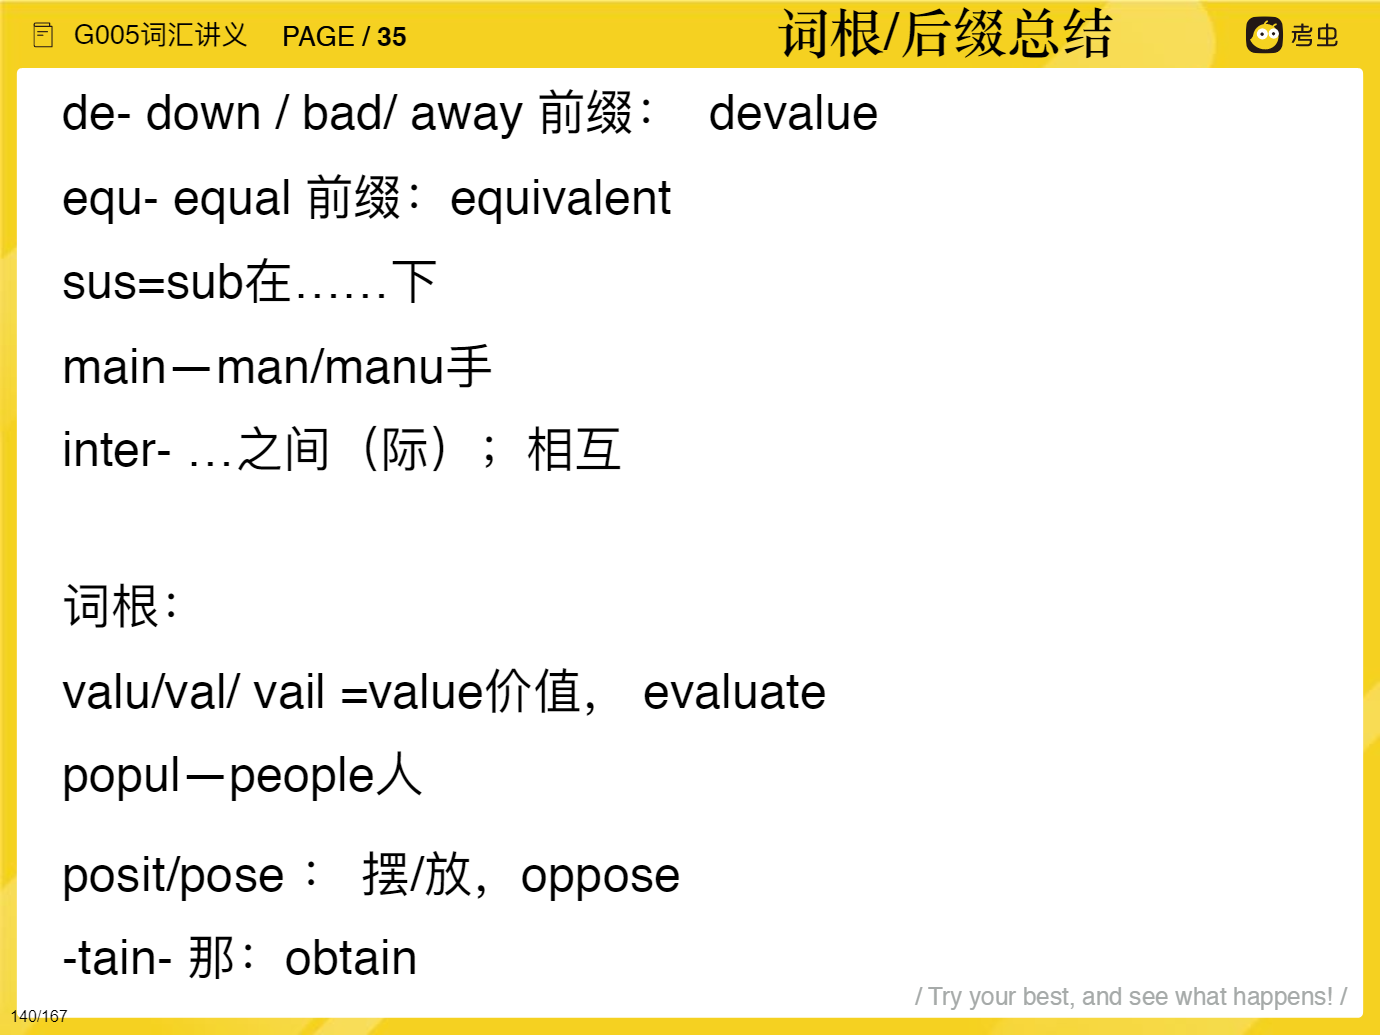 G005词汇讲义 PAGE / 35 词根/后缀总结 考虫
de- down / bad/ away 前缀： devalue
equ- equal 前缀：equivalent
sus=sub在……下
main—man/manu手
inter- …之间（际）；相互
词根：
valu/val/ vail =value价值， evaluate
popul—people人
posit/pose ： 摆/放，oppose
-tain- 那：obtain
/ Try your best, and see what happens! /
140/167